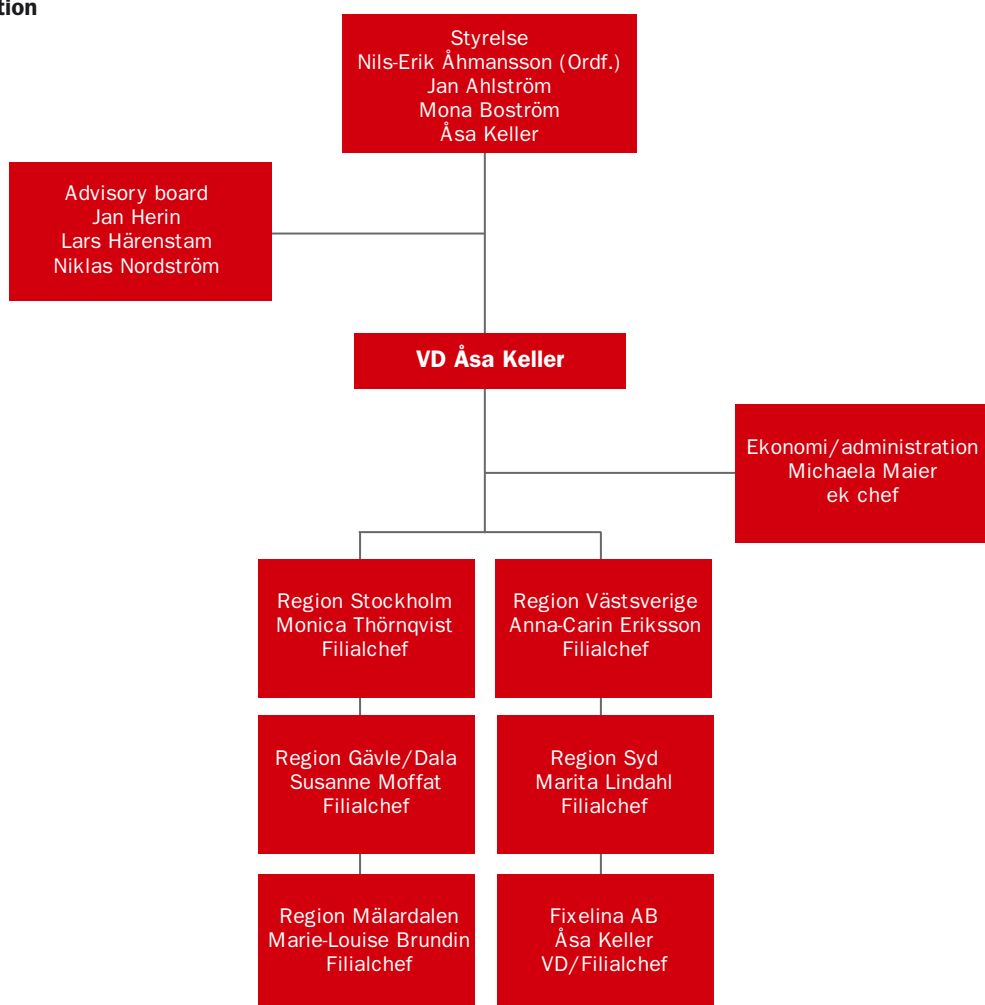 Styrelse
Nils-Erik Åhmansson (Ordf.)
Jan Ahlström
Mona Boström
Åsa Keller
Advisory board
Jan Herin
Lars Härenstam
Niklas Nordström
VD Åsa Keller
Ekonomi/administration
Michaela Maier
ek chef
Region Stockholm
Monica Thörnqvist
Filialchef
Region Västsverige
Anna-Carin Eriksson
Filialchef
Region Gävle/Dala
Susanne Moffat
Filialchef
Region Syd
Marita Lindahl
Filialchef
Region Mälardalen
Marie-Louise Brundin
Filialchef
Fixelina AB
Åsa Keller
VD/Filialchef